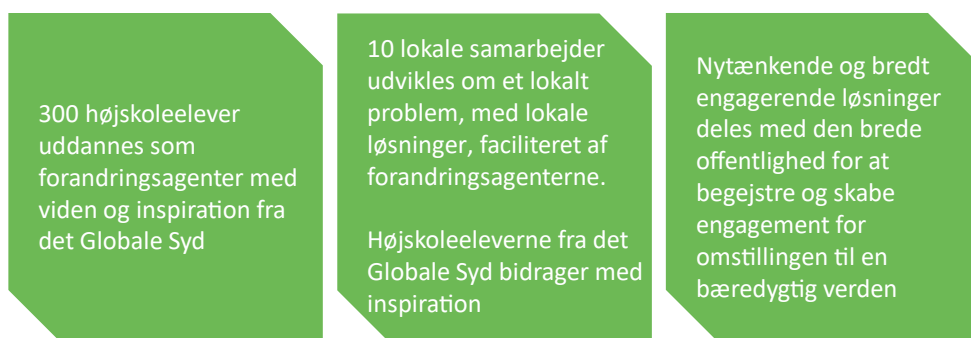 300 højskoleelever
uddannes som
forandringsagenter med
viden og inspiration fra
det Globale Syd
10 lokale samarbejder
udvikles om et lokalt
problem, med lokale
løsninger, faciliteret af
forandringsagenterne.
Højskoleeleverne fra det
Globale Syd bidrager med
inspiration
Nytænkende og bredt
engagerende løsninger
deles med den brede
offentlighed for at
begejstre og skabe
engagement for
omstillingen til en
bæredygtig verden